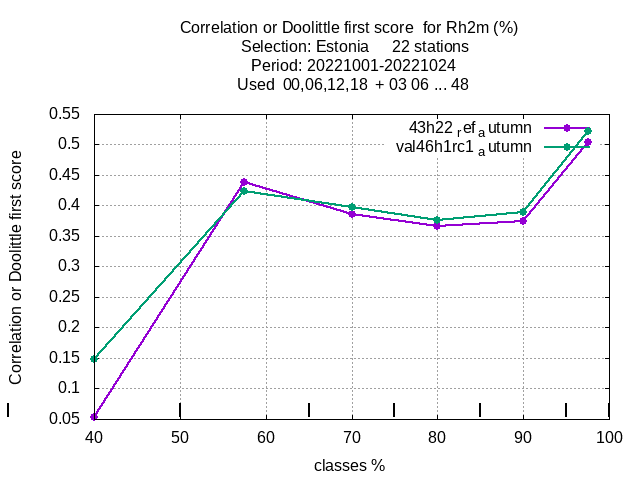 Correlation or Doolittle first score  for Rh2m (%)
Selection: Estonia     22 stations
Period: 20221001-20221024
Used  00,06,12,18  + 03 06 ... 48
43h22 ref autumn
val46h1rc1 autumn
Correlation or Doolittle first score
0.55
0.5
0.45
0.4
0.35
0.3
0.25
0.2
0.15
0.1
0.05
40 50 60 70 80 90 100
classes %